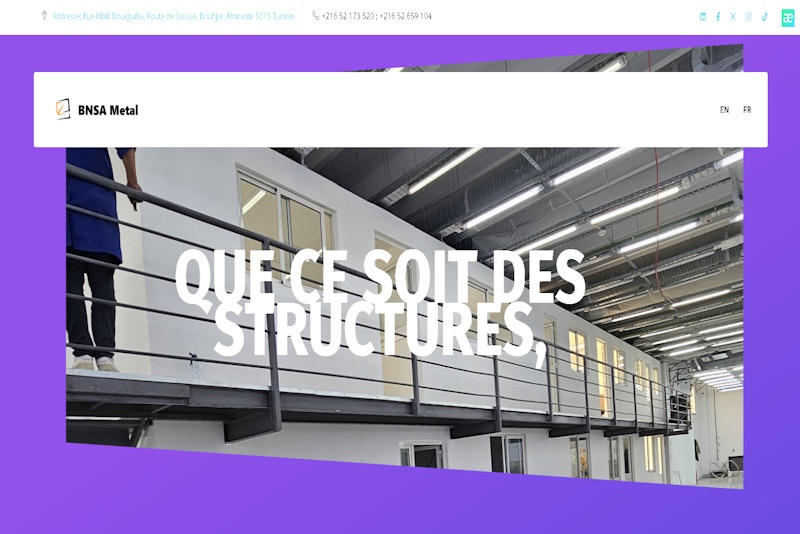 Addresse: Rue Hbib Bourguiba, Route de Sousse, Bouhjar, Monastir 5015 Tunisie
+216 52 173 520 ; +216 52 659 104
BNSA Metal
EN FR
QUE CE SOIT DES
STRUCTURES,